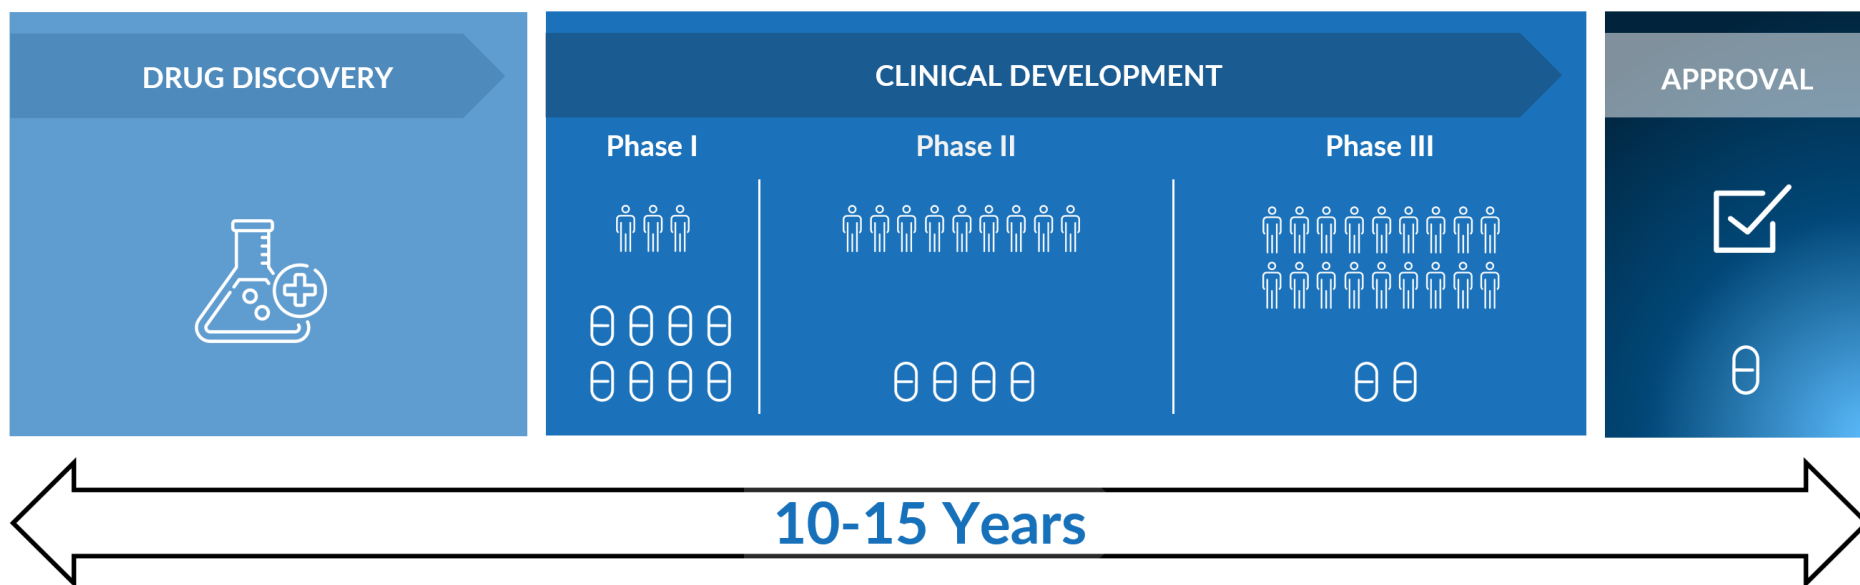 DRUG DISCOVERY
CLINICAL DEVELOPMENT
APPROVAL
Phase I
Phase II
Phase III
10-15 Years